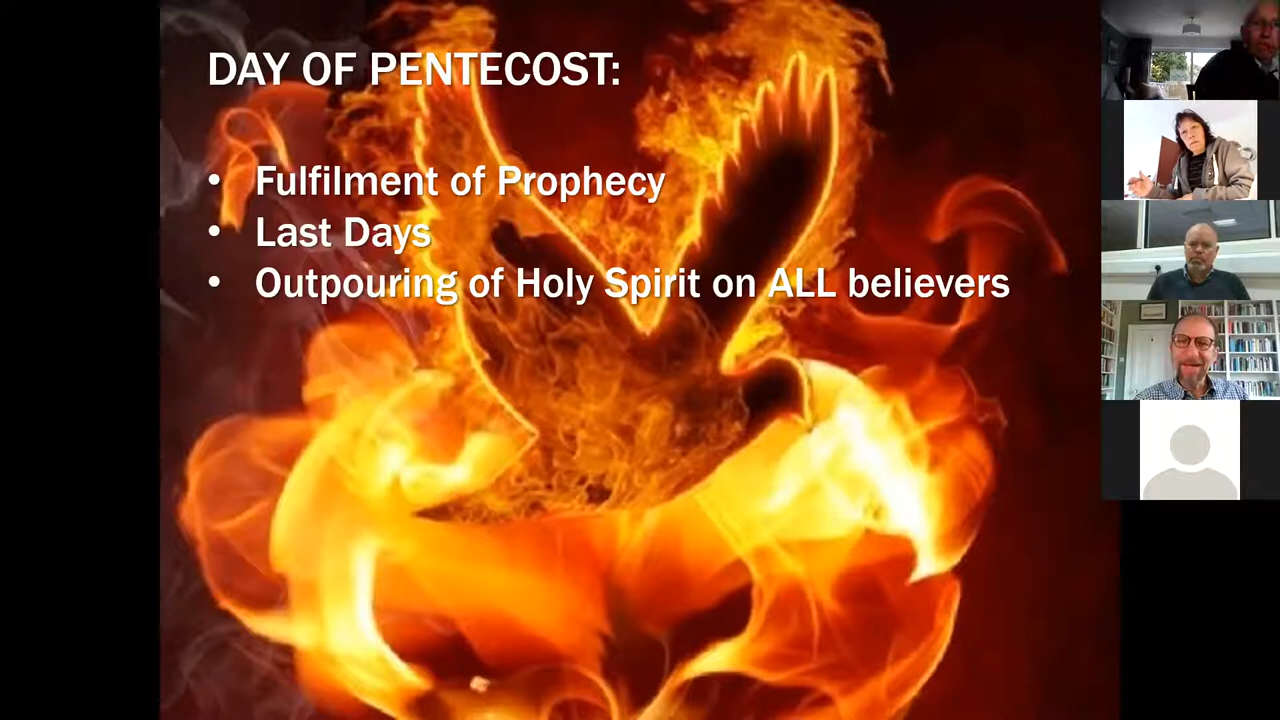 DAY OF PENTECOST:
• Fulfilment of Prophecy
• Last Days
• Outpouring of Holy Spirit on ALL believers